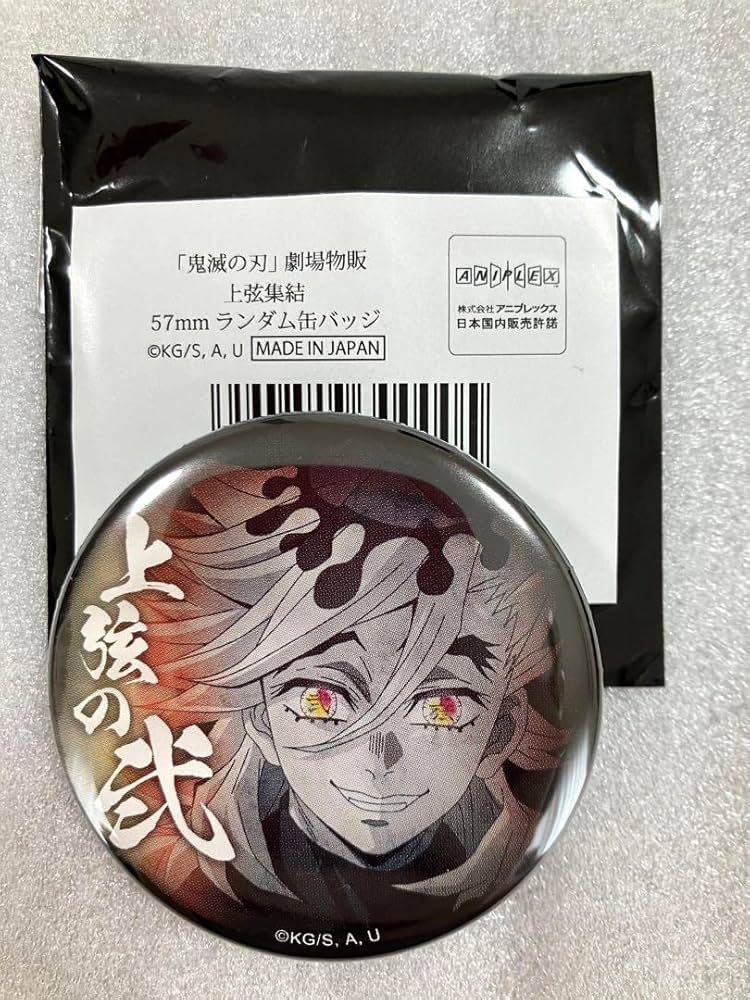 「鬼滅の刃」劇場物販
上弦集結
57mm ランダム缶バッジ
©KG/S, A, U MADE IN JAPAN
ANIPLEX
株式会社 アニプレックス
日本国内販売許諾
上弦の弐
©KG/S, A, U